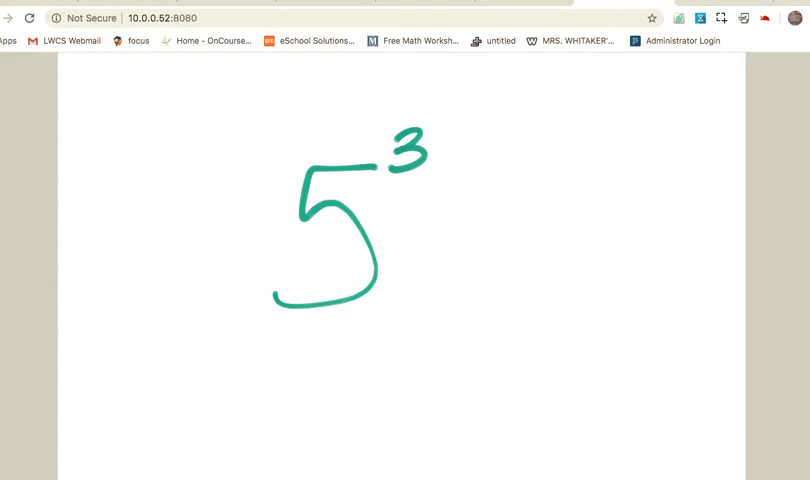 Not Secure | 10.0.0.52:8080
Apps LWCS Webmail focus Home - OnCourse... SFE eSchool Solutions... M Free Math Worksh... untitled W MRS. WHITAKER'... P Administrator Login
5³